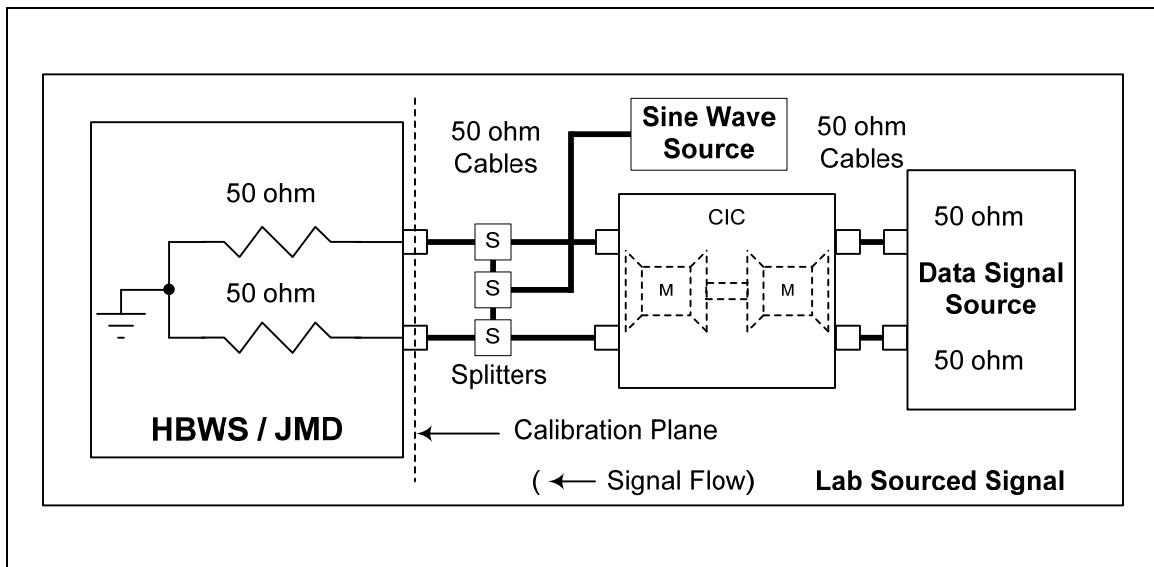 Sine Wave
Source
50 ohm
Cables
50 ohm
Cables
50 ohm
50 ohm
HBWS / JMD
S
S
S
Splitters
CIC
M
M
50 ohm
Data Signal
Source
50 ohm
Calibration Plane
( ← Signal Flow)
Lab Sourced Signal